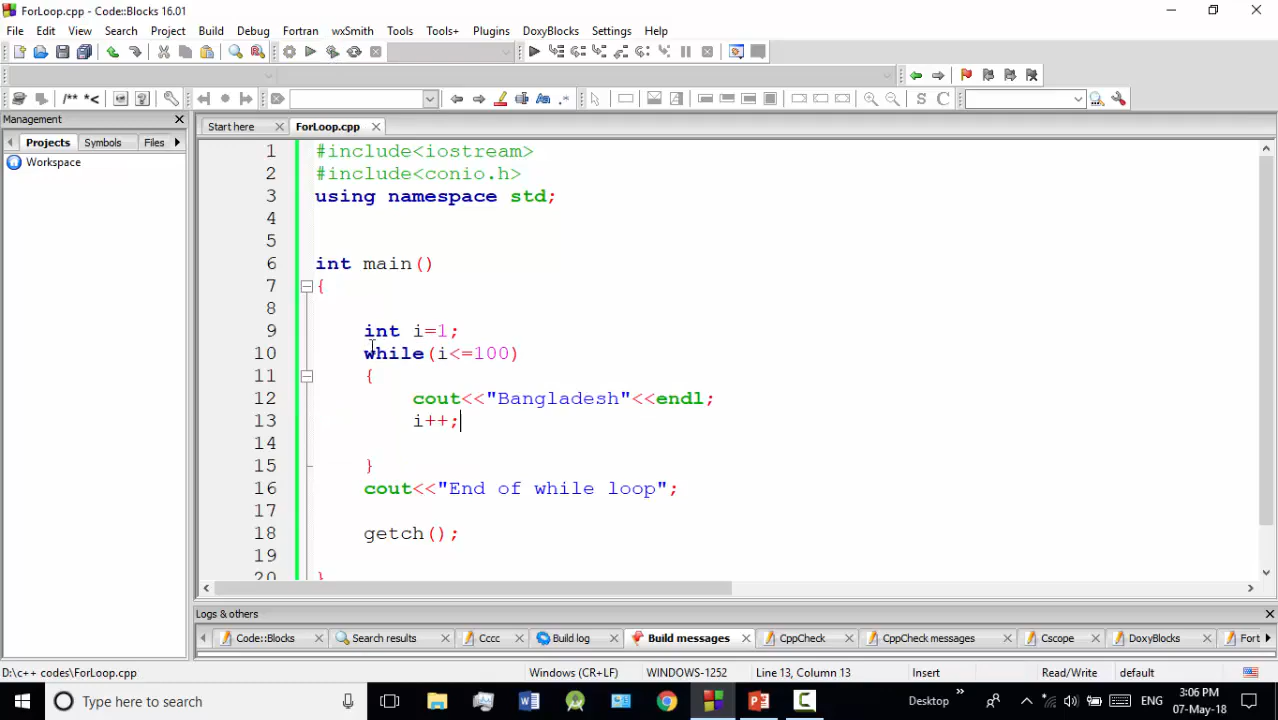 ForLoop.cpp - Code::Blocks 16.01
File Edit View Search Project Build Debug Fortran wxSmith Tools Tools+ Plugins DoxyBlocks Settings Help
/** *<
S C
Management
Projects Symbols Files
Workspace
Start here ForLoop.cpp
1 #include<iostream>
2 #include<conio.h>
3 using namespace std;
4
5
6 int main()
7 {
8
9 int i=1;
10 while(i<=100)
11 {
12 cout<<"Bangladesh"<<endl;
13 i++;
14
15 }
16 cout<<"End of while loop";
17
18 getch();
19
20 }
Logs & others
Code::Blocks Search results Cccc Build log Build messages CppCheck CppCheck messages Cscope DoxyBlocks Fort
D:\c++ codes\ForLoop.cpp Windows (CR+LF) WINDOWS-1252 Line 13, Column 13 Insert Read/Write default
Type here to search Desktop ENG 3:06 PM
07-May-18